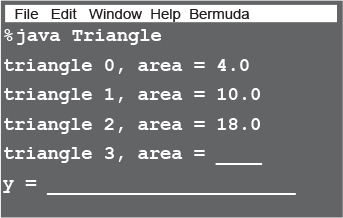 File Edit Window Help Bermuda
%java Triangle
triangle 0, area = 4.0
triangle 1, area = 10.0
triangle 2, area = 18.0
triangle 3, area = ____
y = ______________________